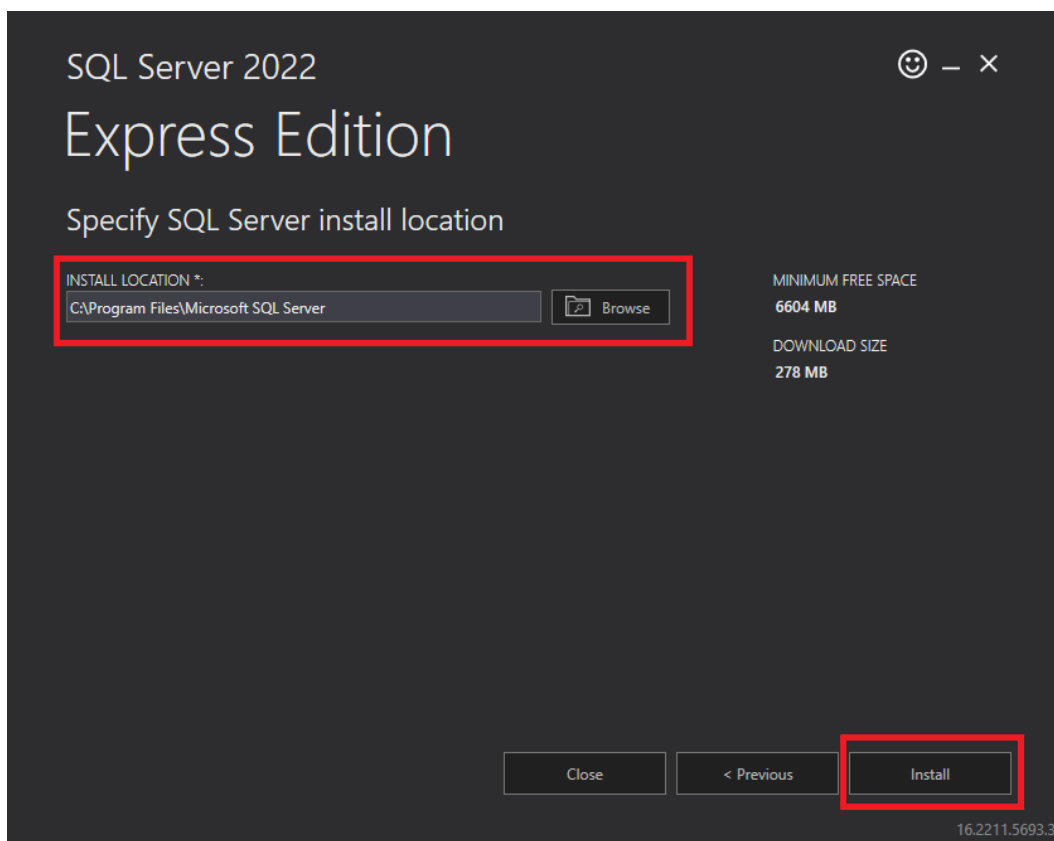 SQL Server 2022
Express Edition
Specify SQL Server install location
INSTALL LOCATION *:
C:\Program Files\Microsoft SQL Server
Browse
MINIMUM FREE SPACE
6604 MB
DOWNLOAD SIZE
278 MB
Close
< Previous
Install
16.2211.5693.3